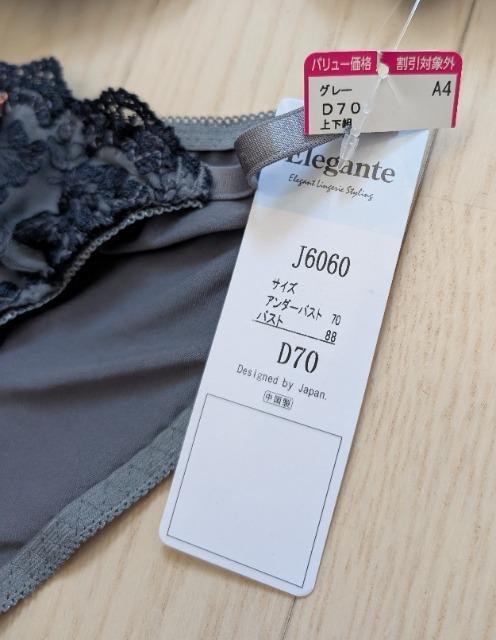 バリュー価格 割引対象外
グレー A4
D70
上下組
Elegante
Elegant Lingerie Styling
J6060
サイズ
アンダーバスト 70
バスト 88
D70
Designed by Japan.
中国製